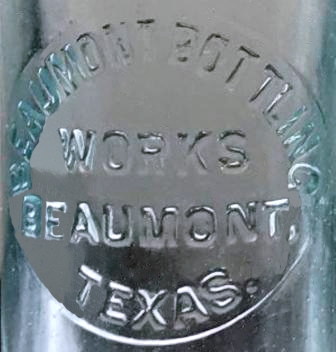 BEAUMONT BOTTLING
WORKS
BEAUMONT,
TEXAS.